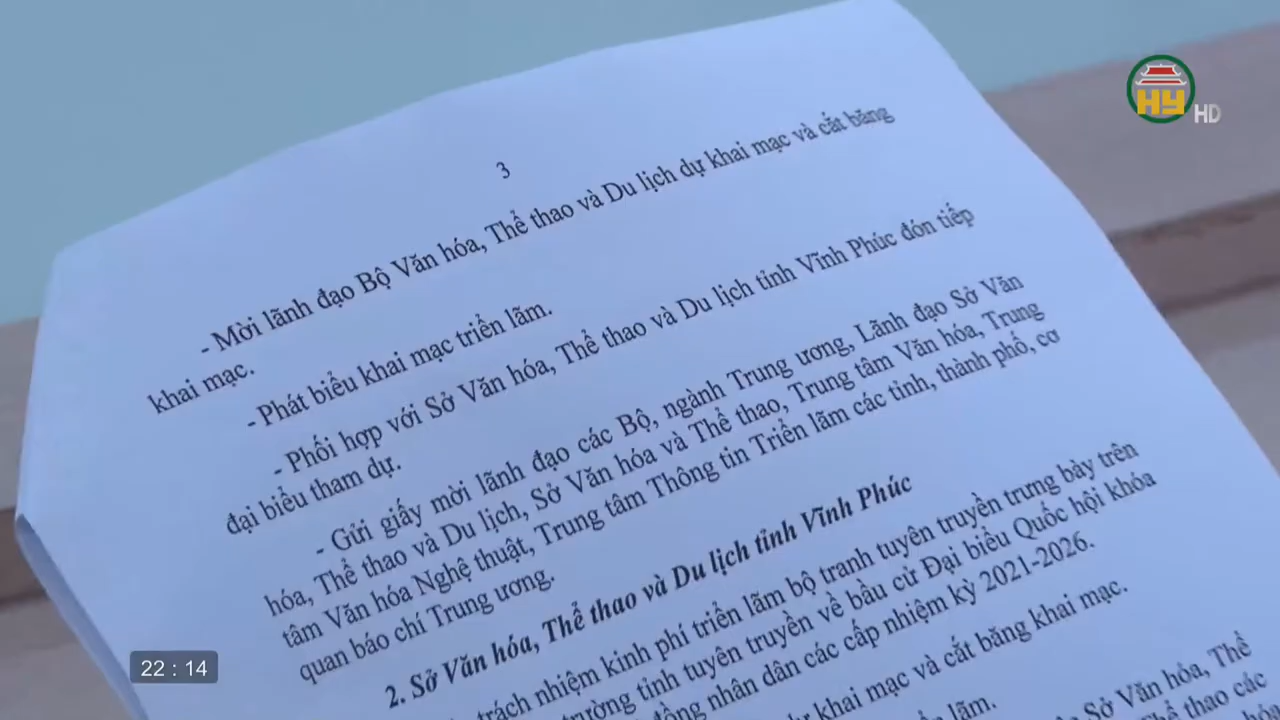 HY HD
3
- Mời lãnh đạo Bộ Văn hóa, Thể thao và Du lịch dự khai mạc và cắt băng
khai mạc.
- Phát biểu khai mạc triển lãm.
- Phối hợp với Sở Văn hóa, Thể thao và Du lịch tỉnh Vĩnh Phúc đón tiếp
đại biểu tham dự.
- Gửi giấy mời lãnh đạo các Bộ, ngành Trung ương, Lãnh đạo Sở Văn
hóa, Thể thao và Du lịch, Sở Văn hóa và Thể thao, Trung tâm Văn hóa, Trung
tâm Văn hóa Nghệ thuật, Trung tâm Thông tin Triển lãm các tỉnh, thành phố, cơ
quan báo chí Trung ương.
2. Sở Văn hóa, Thể thao và Du lịch tỉnh Vĩnh Phúc
trách nhiệm kinh phí triển lãm bộ tranh tuyên truyền trưng bày trên
trường tỉnh tuyên truyền về bầu cử Đại biểu Quốc hội khóa
đồng nhân dân các cấp nhiệm kỳ 2021-2026.
khai mạc và cắt băng khai mạc.
lãm.
Sở Văn hóa, Thể
Thể thao các
22 : 14